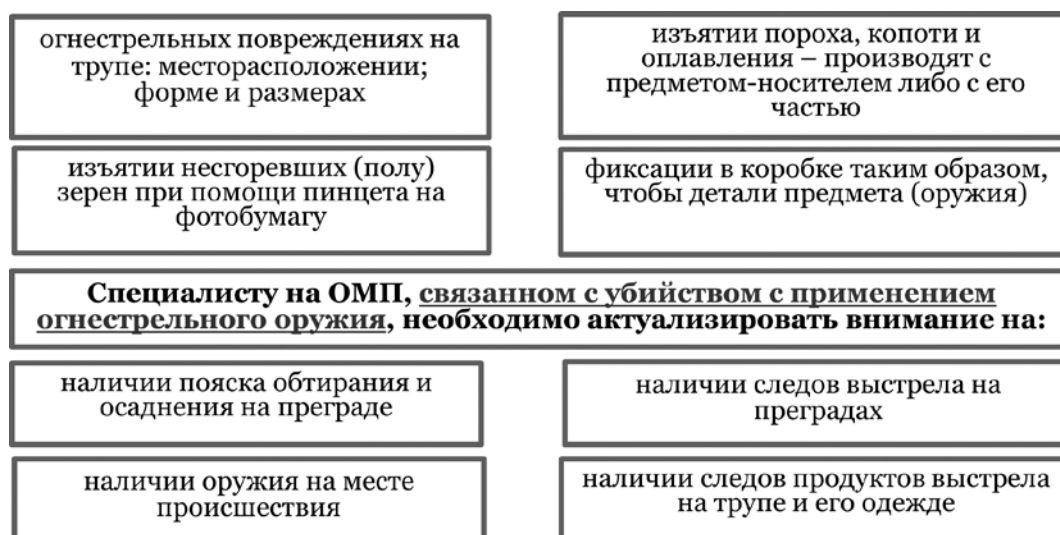 огнестрельных повреждениях на
трупе: месторасположении;
форме и размерах
изъятии пороха, копоти и
оплавления – производят с
предметом-носителем либо с его
частью
изъятии несгоревших (полу)
зерен при помощи пинцета на
фотобумагу
фиксации в коробке таким образом,
чтобы детали предмета (оружия)
Специалисту на ОМП, связанном с убийством с применением
огнестрельного оружия, необходимо актуализировать внимание на:
наличии пояска обтирания и
осаднения на преграде
наличии следов выстрела на
преградах
наличии оружия на месте
происшествия
наличии следов продуктов выстрела
на трупе и его одежде